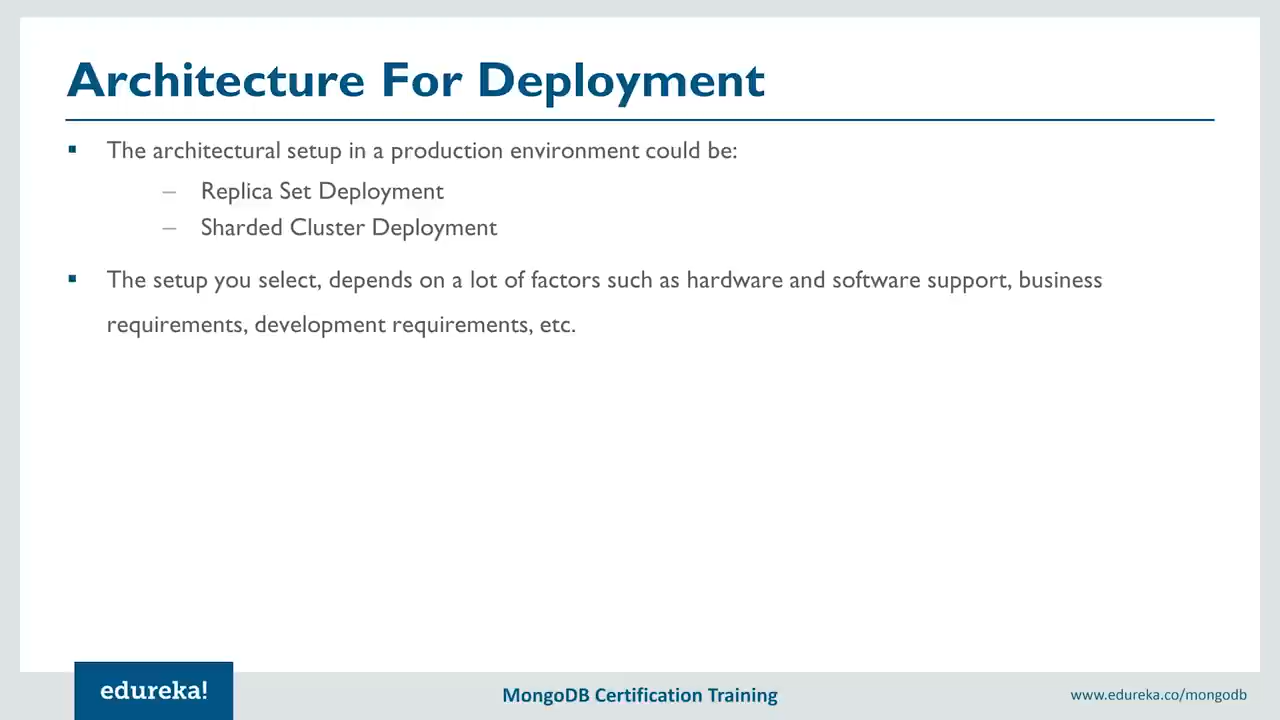 Architecture For Deployment
▪ The architectural setup in a production environment could be:
– Replica Set Deployment
– Sharded Cluster Deployment
▪ The setup you select, depends on a lot of factors such as hardware and software support, business
requirements, development requirements, etc.
edureka!
MongoDB Certification Training
www.edureka.co/mongodb